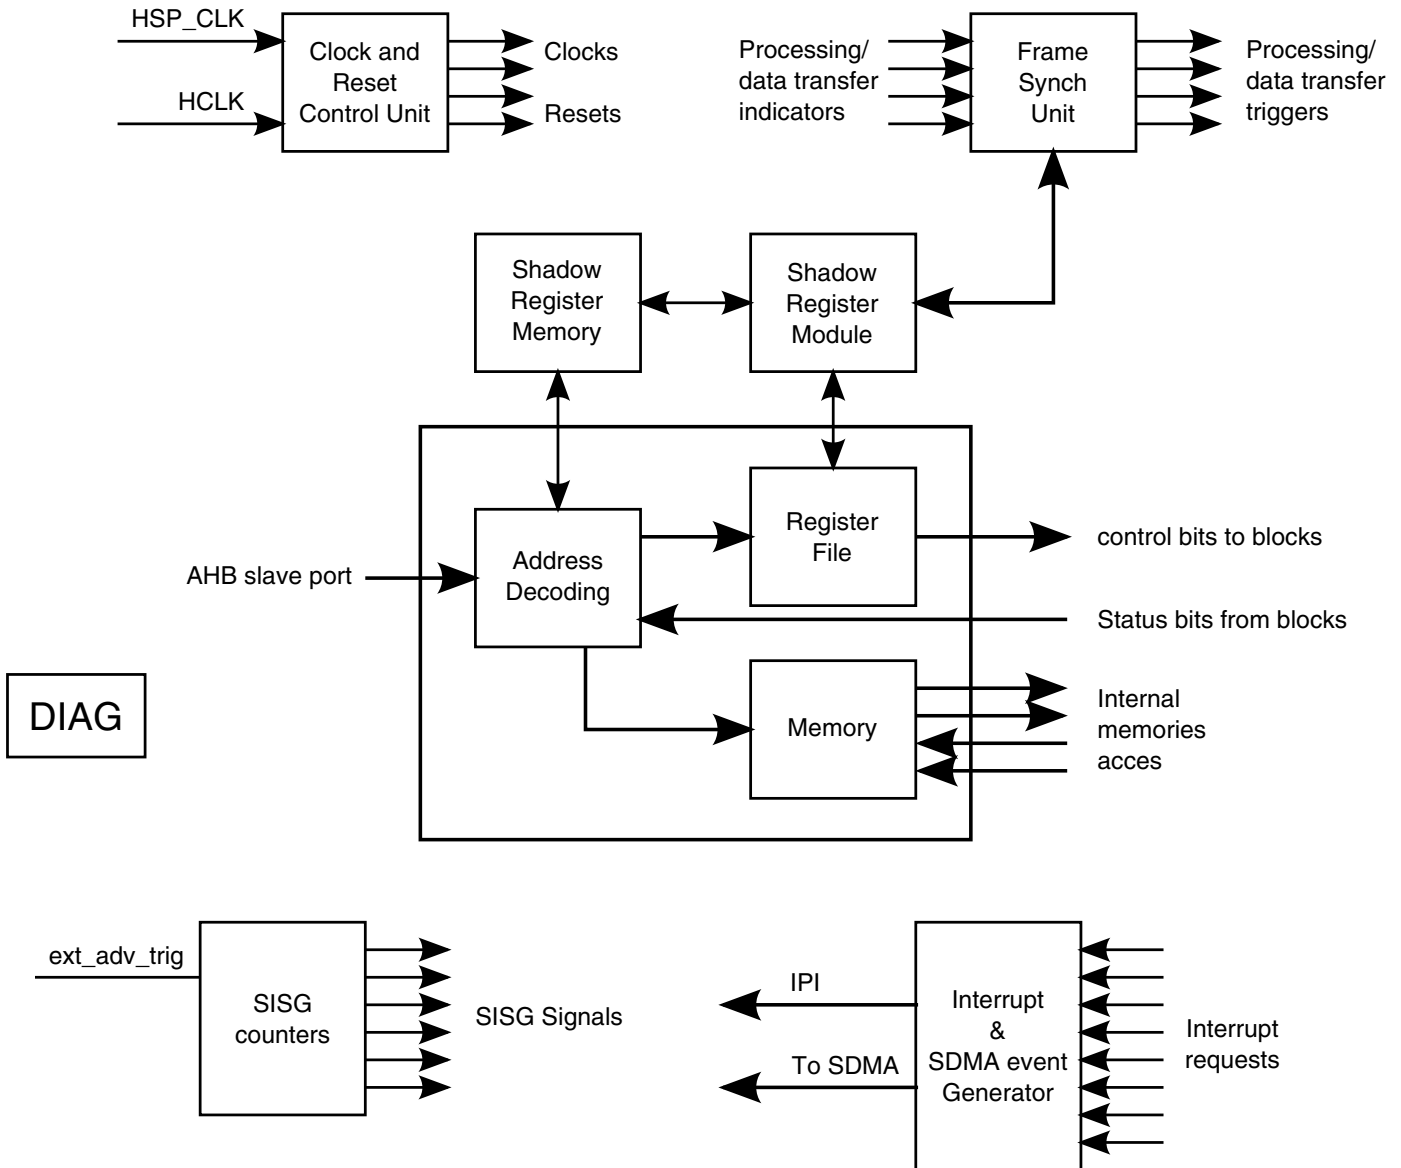 HSP_CLK
HCLK
Clock and
Reset
Control Unit
Clocks
Resets
Processing/
data transfer
indicators
Frame
Synch
Unit
Processing/
data transfer
triggers
Shadow
Register
Memory
Shadow
Register
Module
AHB slave port
Address
Decoding
Register
File
control bits to blocks
Status bits from blocks
DIAG
Memory
Internal
memories
acces
ext_adv_trig
SISG
counters
SISG Signals
IPI
To SDMA
Interrupt
&
SDMA event
Generator
Interrupt
requests